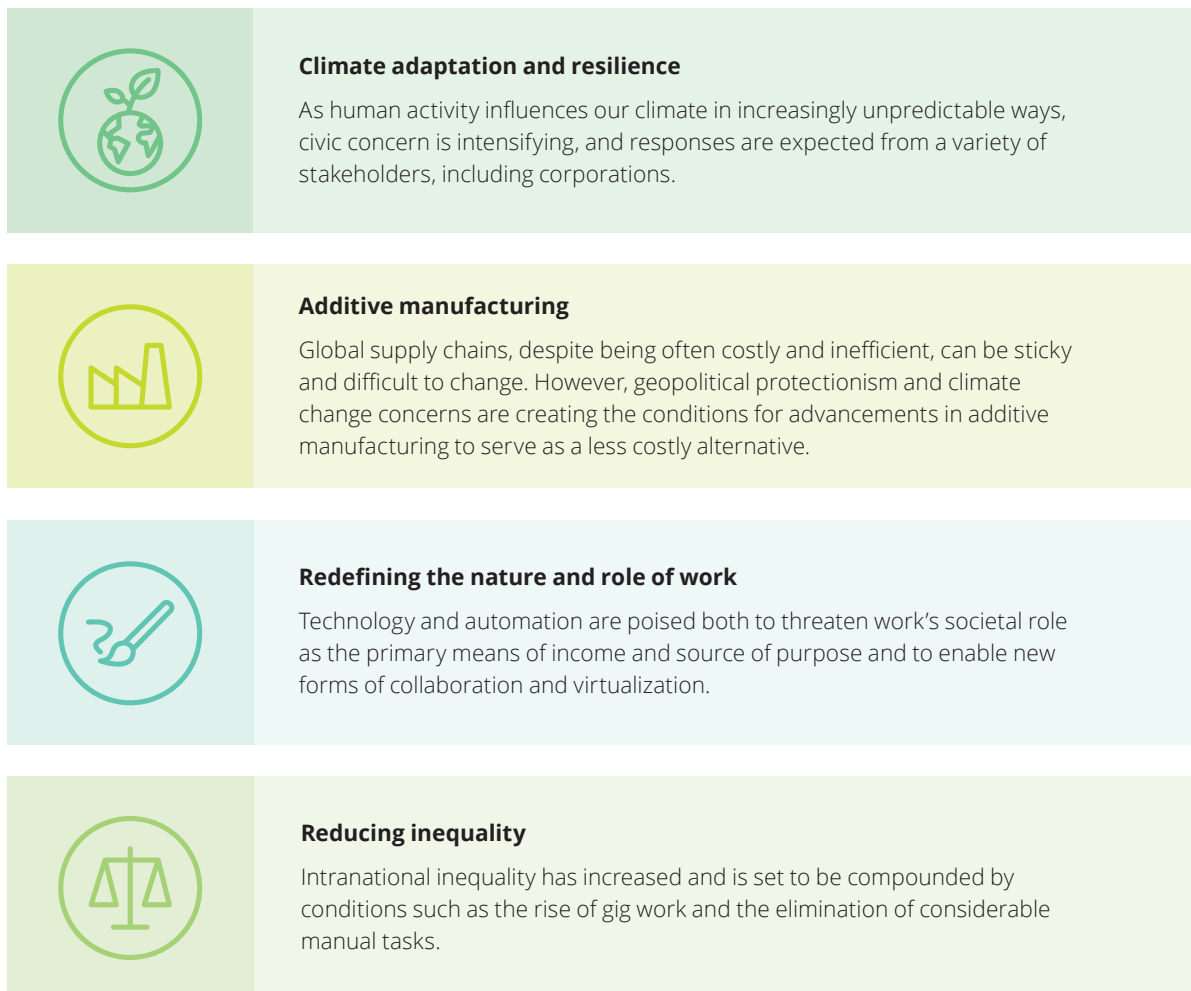 Climate adaptation and resilience
As human activity influences our climate in increasingly unpredictable ways,
civic concern is intensifying, and responses are expected from a variety of
stakeholders, including corporations.
Additive manufacturing
Global supply chains, despite being often costly and inefficient, can be sticky
and difficult to change. However, geopolitical protectionism and climate
change concerns are creating the conditions for advancements in additive
manufacturing to serve as a less costly alternative.
Redefining the nature and role of work
Technology and automation are poised both to threaten work’s societal role
as the primary means of income and source of purpose and to enable new
forms of collaboration and virtualization.
Reducing inequality
Intranational inequality has increased and is set to be compounded by
conditions such as the rise of gig work and the elimination of considerable
manual tasks.